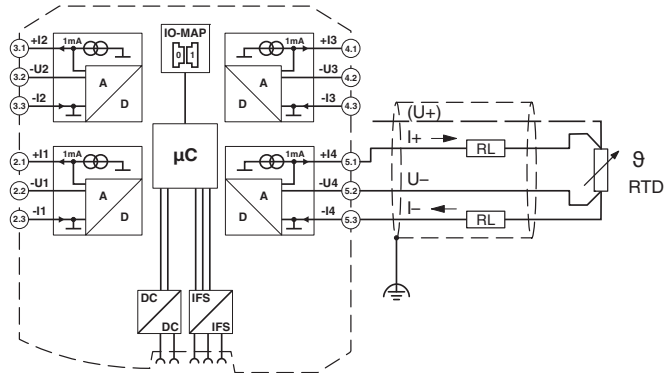 3.1 +I2 1mA
3.2 -U2 A
3.3 -I2 D
IO-MAP
0 1
1mA +I3 4.1
A -U3 4.2
D -I3 4.3
2.1 +I1 1mA
2.2 -U1 A
2.3 -I1 D
µC
1mA +I4 5.1
A -U4 5.2
D -I4 5.3
(U+)
I+ RL
U–
I– RL
ϑ
RTD
DC
DC
IFS
IFS